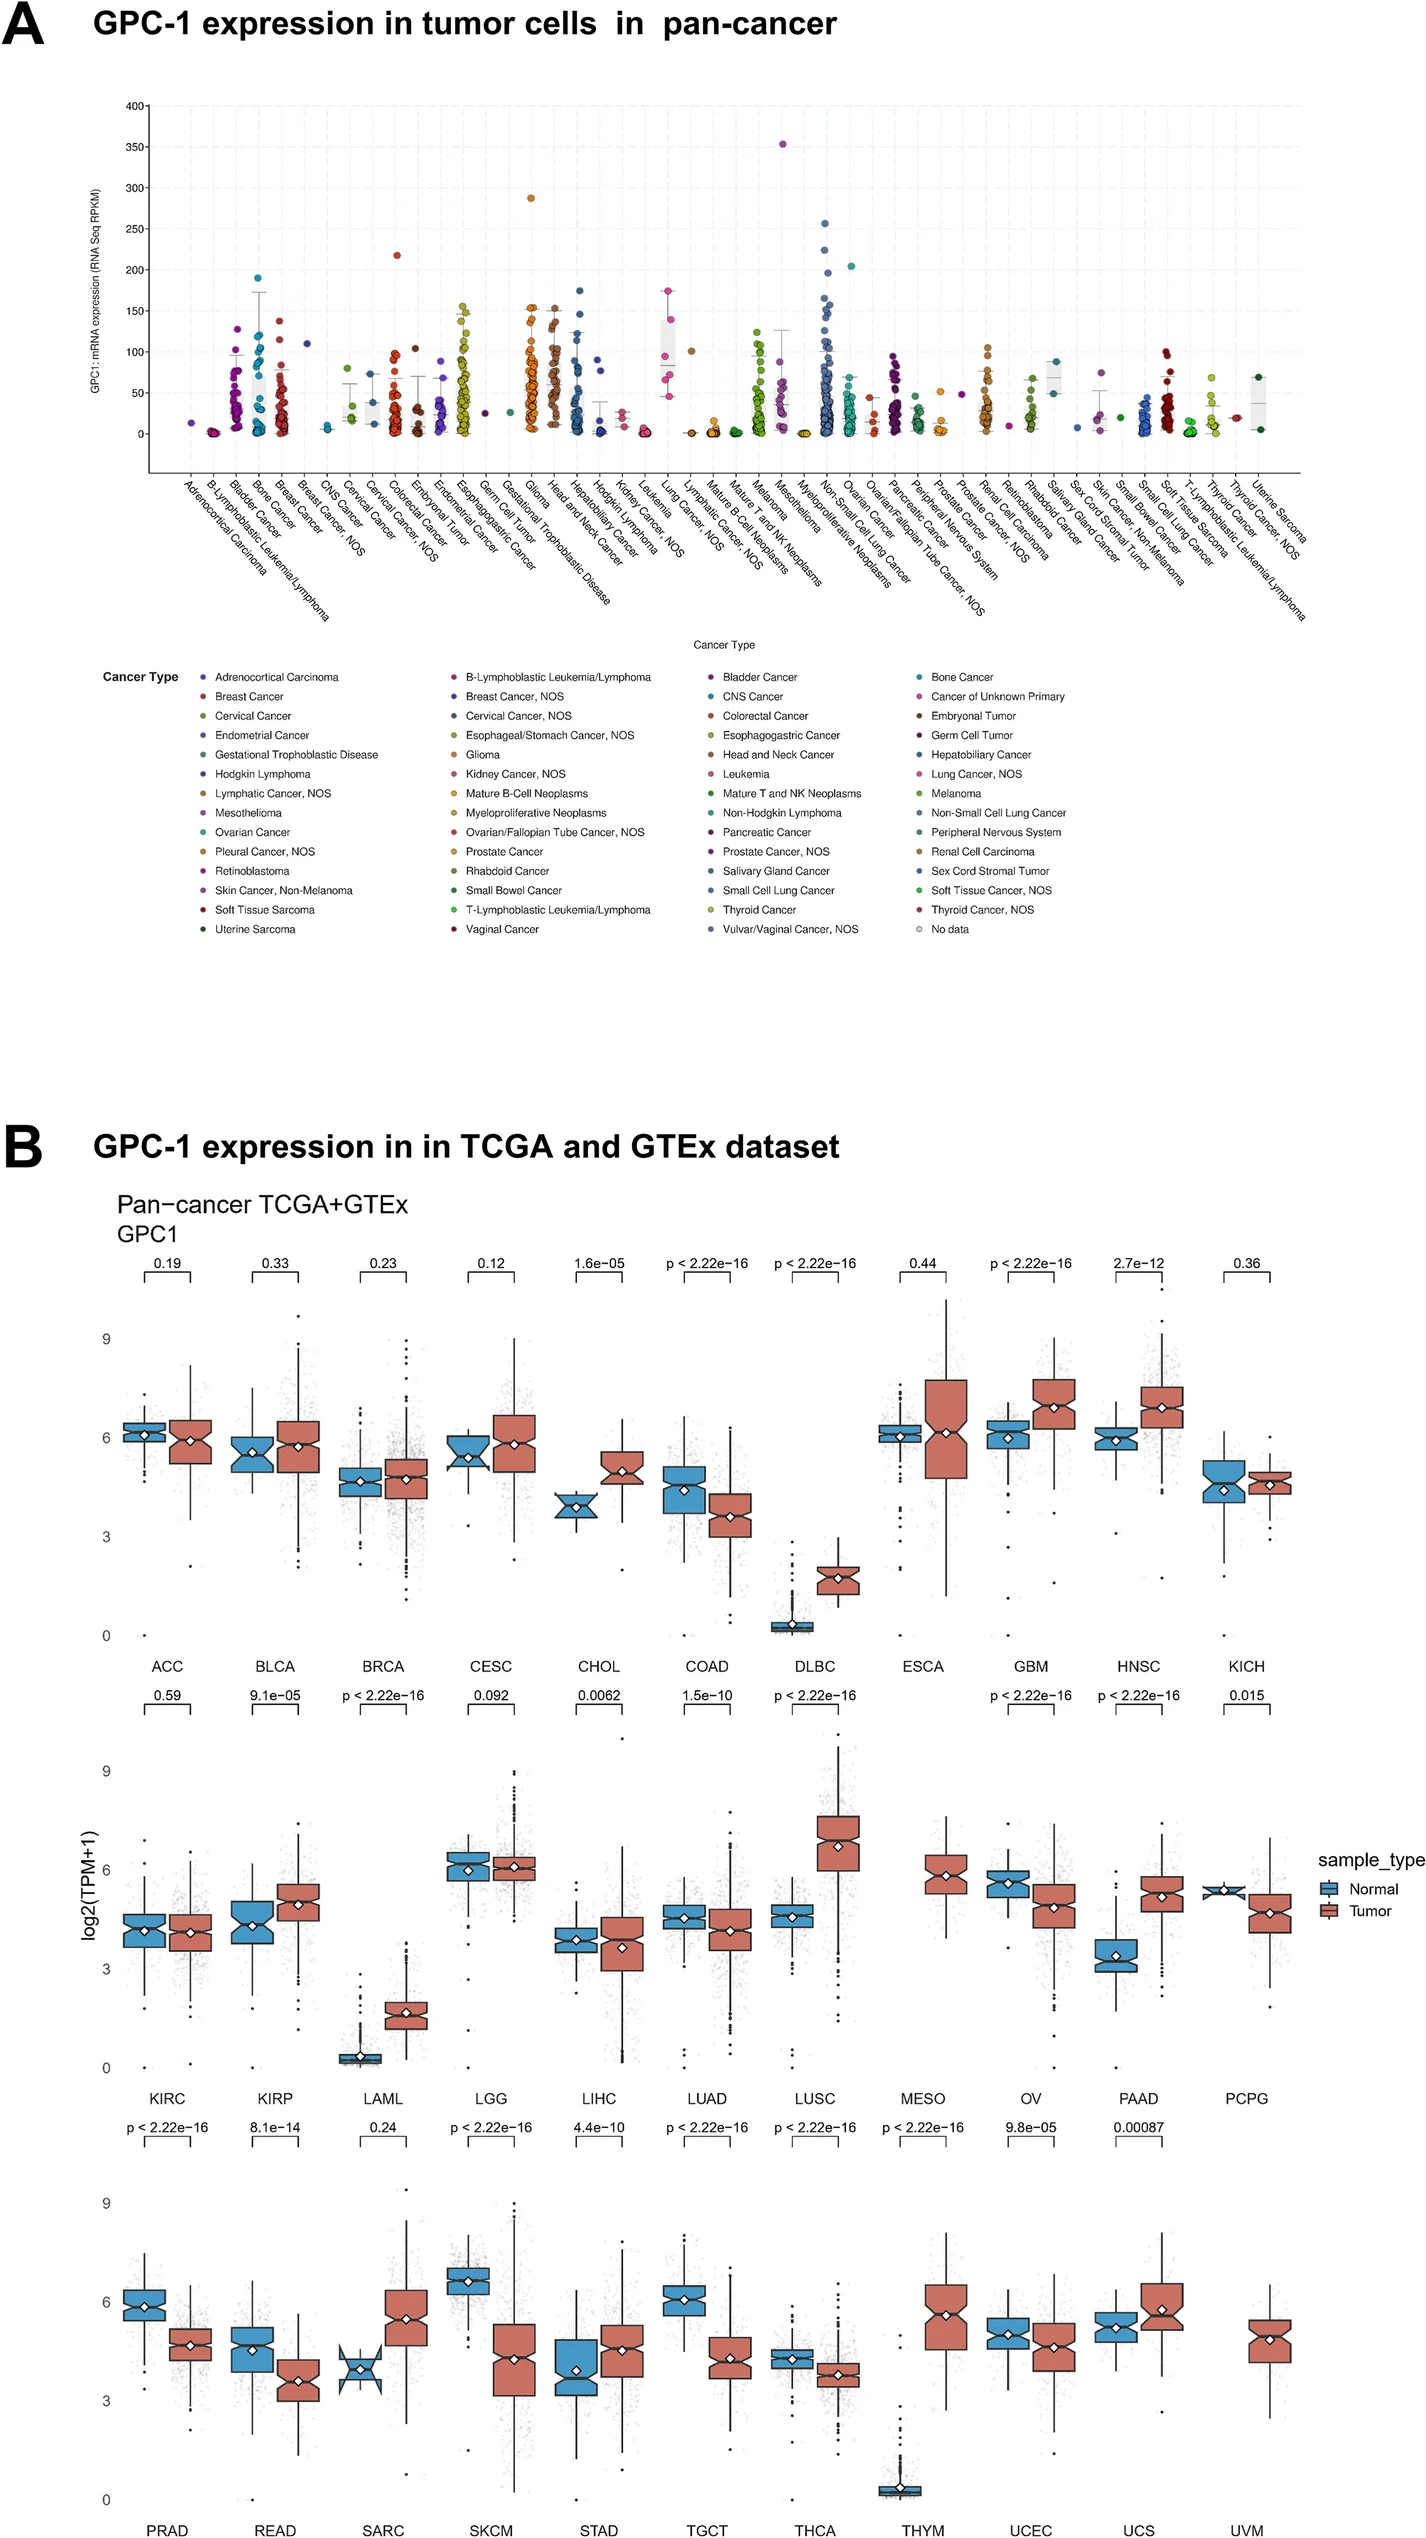 A
GPC-1 expression in tumor cells in pan-cancer
400
350
300
250
200
150
100
50
0
GPC1: mRNA expression (RNA Seq RPKM)
Adrenocortical Carcinoma
B-Lymphoblastic Leukemia/Lymphoma
Bladder Cancer
Bone Cancer
Breast Cancer
Breast Cancer, NOS
CNS Cancer
Cervical Cancer
Cervical Cancer, NOS
Colorectal Cancer
Embryonal Tumor
Endometrial Cancer
Esophagogastric Cancer
Germ Cell Tumor
Gestational Trophoblastic Disease
Glioma
Head and Neck Cancer
Hepatobiliary Cancer
Hodgkin Lymphoma
Kidney Cancer, NOS
Leukemia
Lung Cancer, NOS
Lymphatic Cancer, NOS
Mature B-Cell Neoplasms
Mature T and NK Neoplasms
Melanoma
Mesothelioma
Myeloproliferative Neoplasms
Non-Small Cell Lung Cancer
Ovarian Cancer
Ovarian/Fallopian Tube Cancer, NOS
Pancreatic Cancer
Peripheral Nervous System
Prostate Cancer
Prostate Cancer, NOS
Renal Cell Carcinoma
Retinoblastoma
Rhabdoid Cancer
Salivary Gland Cancer
Sex Cord Stromal Tumor
Skin Cancer, Non-Melanoma
Small Bowel Cancer
Small Cell Lung Cancer
Soft Tissue Sarcoma
T-Lymphoblastic Leukemia/Lymphoma
Thyroid Cancer
Thyroid Cancer, NOS
Uterine Sarcoma
Cancer Type
Cancer Type
Adrenocortical Carcinoma B-Lymphoblastic Leukemia/Lymphoma Bladder Cancer Bone Cancer
Breast Cancer Breast Cancer, NOS CNS Cancer Cancer of Unknown Primary
Cervical Cancer Cervical Cancer, NOS Colorectal Cancer Embryonal Tumor
Endometrial Cancer Esophageal/Stomach Cancer, NOS Esophagogastric Cancer Germ Cell Tumor
Gestational Trophoblastic Disease Glioma Head and Neck Cancer Hepatobiliary Cancer
Hodgkin Lymphoma Kidney Cancer, NOS Leukemia Lung Cancer, NOS
Lymphatic Cancer, NOS Mature B-Cell Neoplasms Mature T and NK Neoplasms Melanoma
Mesothelioma Myeloproliferative Neoplasms Non-Hodgkin Lymphoma Non-Small Cell Lung Cancer
Ovarian Cancer Ovarian/Fallopian Tube Cancer, NOS Pancreatic Cancer Peripheral Nervous System
Pleural Cancer, NOS Prostate Cancer Prostate Cancer, NOS Renal Cell Carcinoma
Retinoblastoma Rhabdoid Cancer Salivary Gland Cancer Sex Cord Stromal Tumor
Skin Cancer, Non-Melanoma Small Bowel Cancer Small Cell Lung Cancer Soft Tissue Cancer, NOS
Soft Tissue Sarcoma T-Lymphoblastic Leukemia/Lymphoma Thyroid Cancer Thyroid Cancer, NOS
Uterine Sarcoma Vaginal Cancer Vulvar/Vaginal Cancer, NOS No data
B
GPC-1 expression in in TCGA and GTEx dataset
Pan−cancer TCGA+GTEx
GPC1
0.19 0.33 0.23 0.12 1.6e−05 p < 2.22e−16 p < 2.22e−16 0.44 p < 2.22e−16 2.7e−12 0.36
9
6
3
0
ACC BLCA BRCA CESC CHOL COAD DLBC ESCA GBM HNSC KICH
0.59 9.1e−05 p < 2.22e−16 0.092 0.0062 1.5e−10 p < 2.22e−16 p < 2.22e−16 p < 2.22e−16 0.015
9
6
3
0
log2(TPM+1)
sample_type
Normal
Tumor
KIRC KIRP LAML LGG LIHC LUAD LUSC MESO OV PAAD PCPG
p < 2.22e−16 8.1e−14 0.24 p < 2.22e−16 4.4e−10 p < 2.22e−16 p < 2.22e−16 p < 2.22e−16 9.8e−05 0.00087
9
6
3
0
PRAD READ SARC SKCM STAD TGCT THCA THYM UCEC UCS UVM